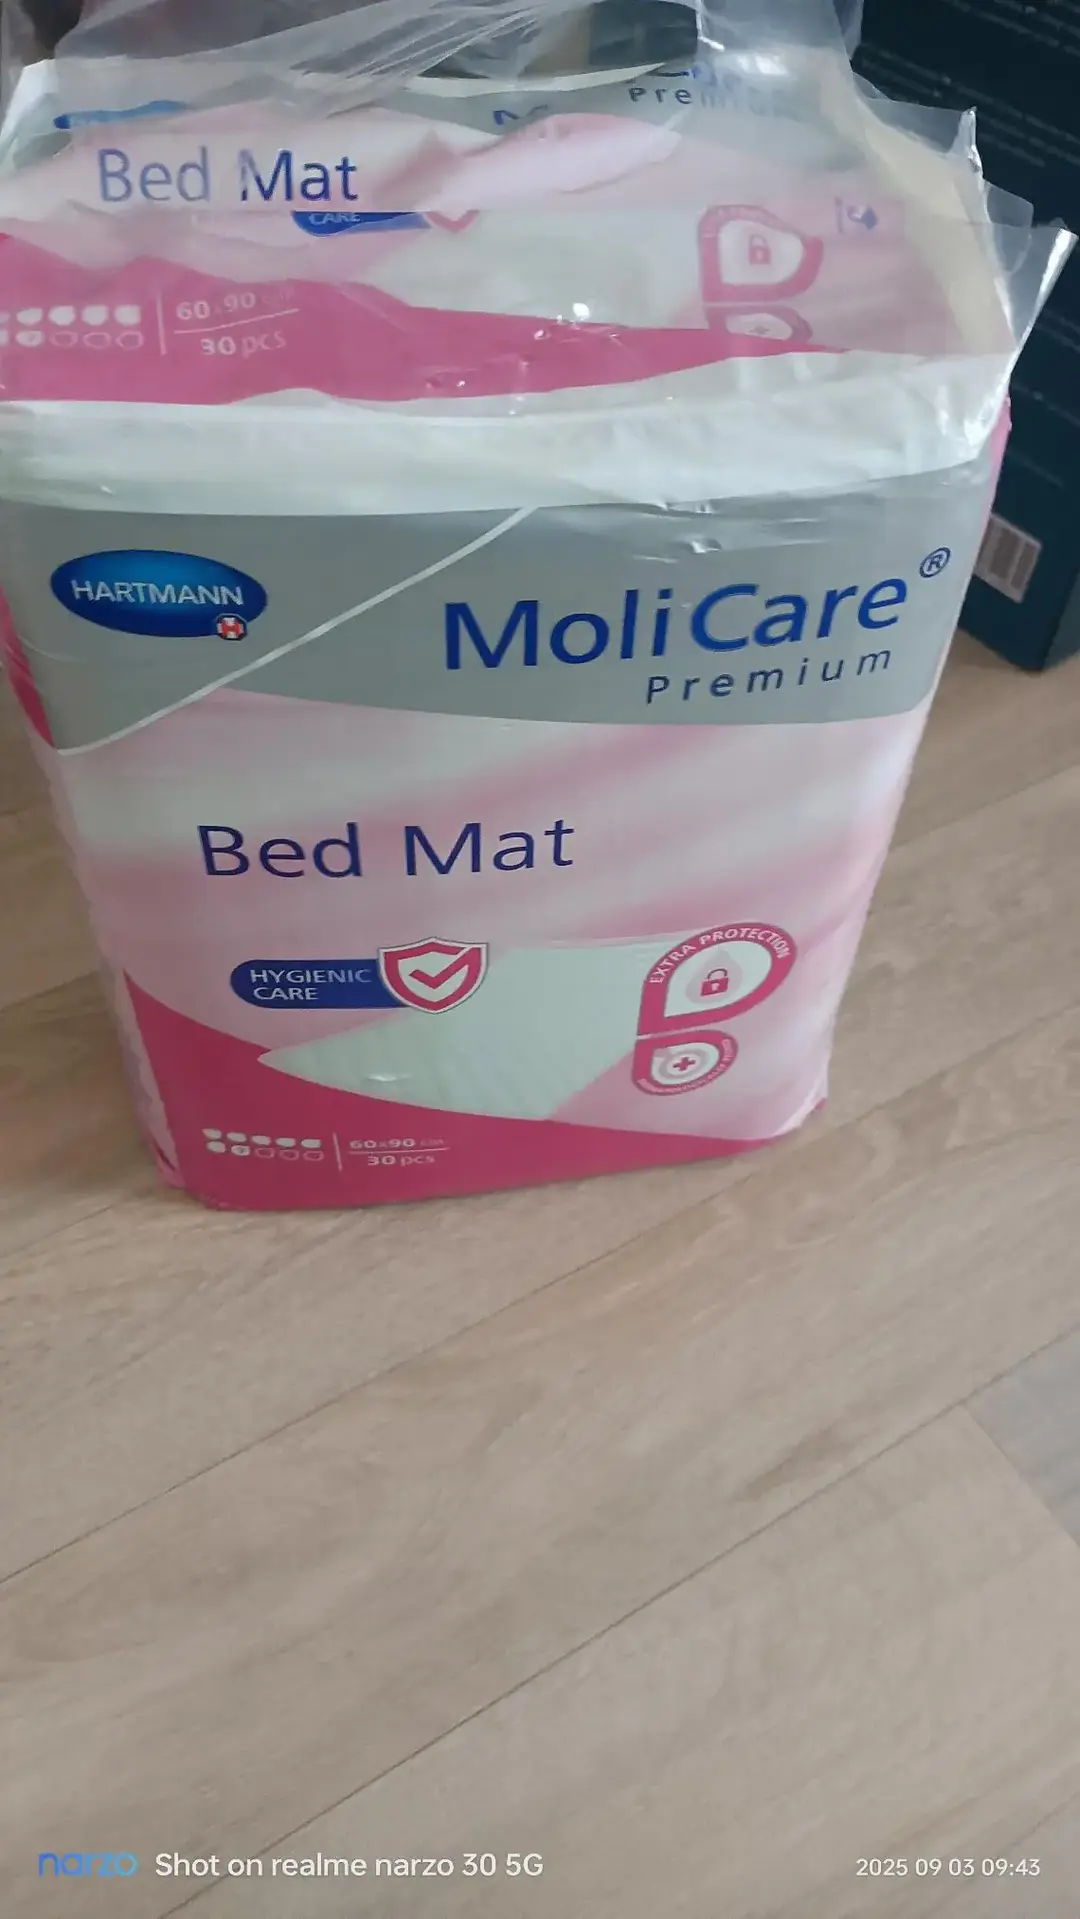 Premium
Bed Mat
CARE
60x90 cm
30 pcs
HARTMANN
MoliCare®
Premium
Bed Mat
HYGIENIC
CARE
EXTRA PROTECTION
60x90 cm
30 pcs
narzo Shot on realme narzo 30 5G
2025 09 03 09:43